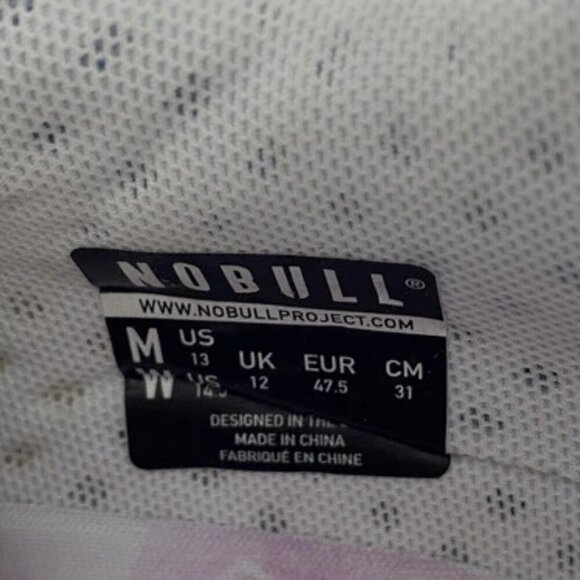 NOBULL®
WWW.NOBULLPROJECT.COM
M US 13 UK 12 EUR 47.5 CM 31
W US
DESIGNED IN THE
MADE IN CHINA
FABRIQUÉ EN CHINE